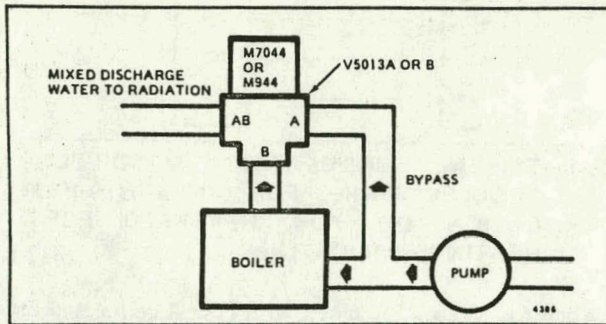 M7044
OR
M944
V5013A OR B
MIXED DISCHARGE
WATER TO RADIATION
AB
A
B
BYPASS
BOILER
PUMP
4386